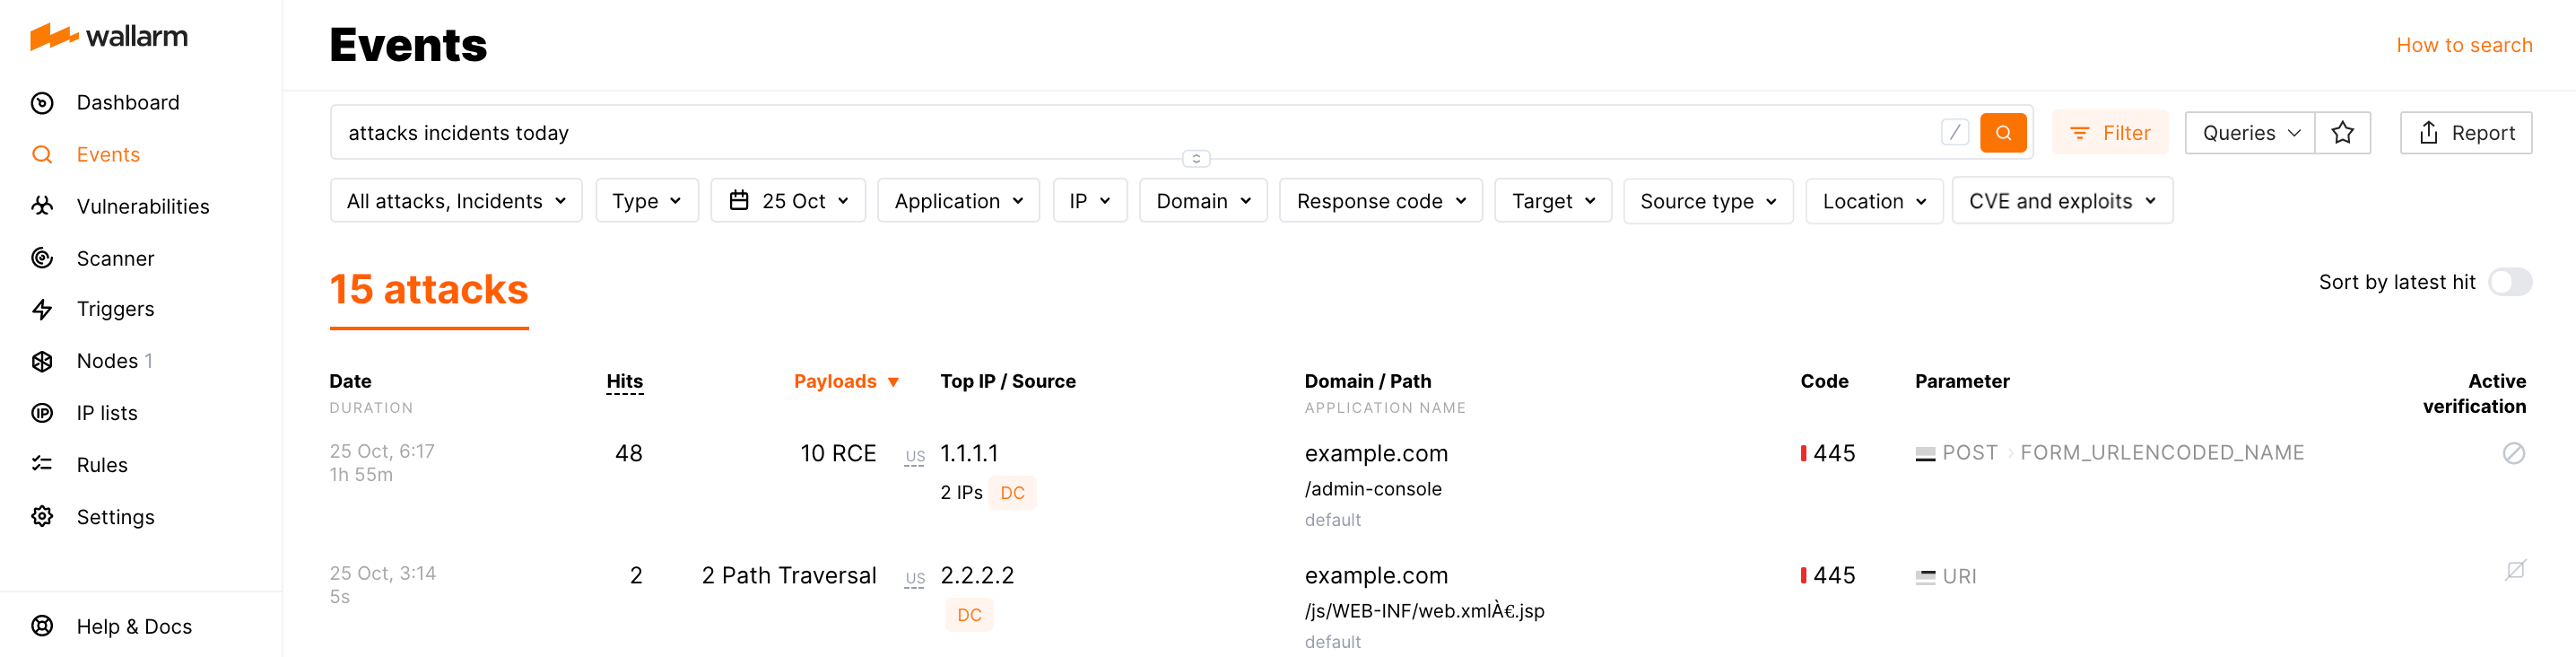 wallarm
Dashboard
Events
Vulnerabilities
Scanner
Triggers
Nodes 1
IP lists
Rules
Settings
Help & Docs
Events
How to search
attacks incidents today
/
Filter
Queries
Report
All attacks, Incidents
Type
25 Oct
Application
IP
Domain
Response code
Target
Source type
Location
CVE and exploits
15 attacks
Sort by latest hit
Date
DURATION
Hits
Payloads
Top IP / Source
Domain / Path
APPLICATION NAME
Code
Parameter
Active
verification
25 Oct, 6:17
1h 55m
48
10 RCE
US
1.1.1.1
2 IPs DC
example.com
/admin-console
default
445
POST › FORM_URLENCODED_NAME
25 Oct, 3:14
5s
2
2 Path Traversal
US
2.2.2.2
DC
example.com
/js/WEB-INF/web.xmlÀ€.jsp
default
445
URI